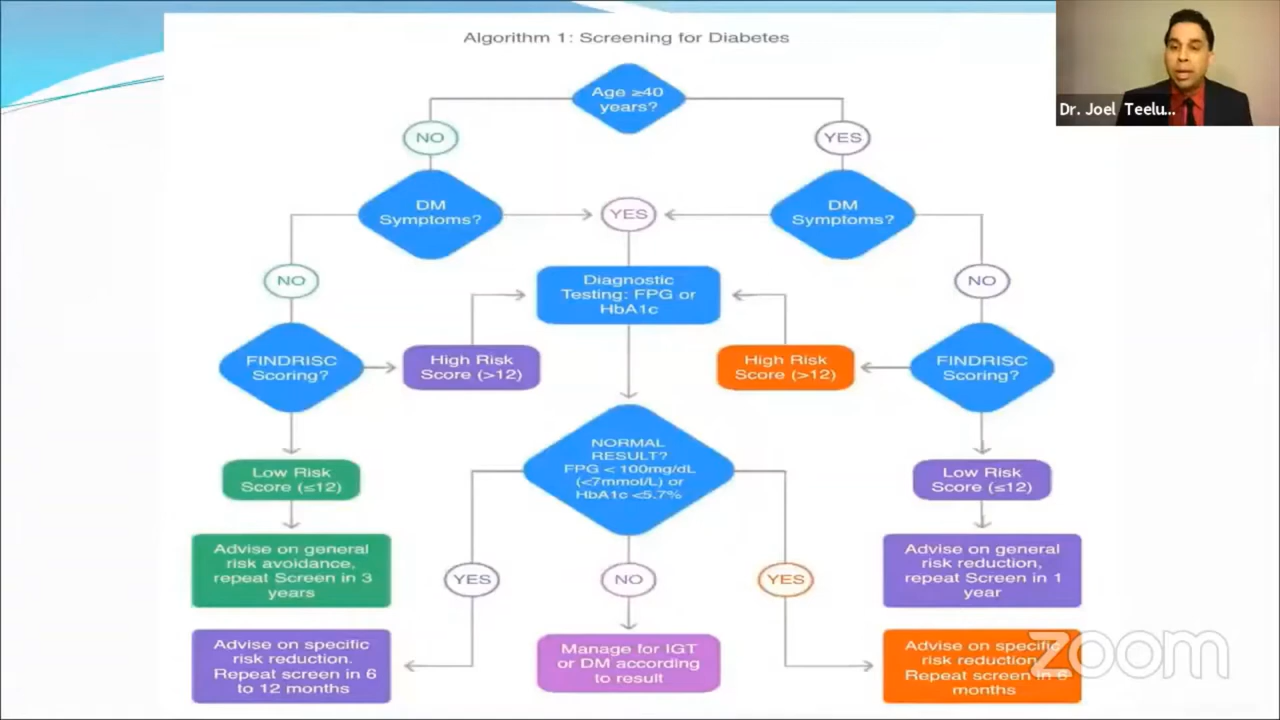 Algorithm 1: Screening for Diabetes
Dr. Joel Teelu...
Age ≥40
years?
NO
YES
DM
Symptoms?
YES
DM
Symptoms?
NO
Diagnostic
Testing: FPG or
HbA1c
NO
FINDRISC
Scoring?
High Risk
Score (>12)
High Risk
Score (>12)
FINDRISC
Scoring?
NORMAL
RESULT?
FPG < 100mg/dL
(<7mmol/L) or
HbA1c <5.7%
Low Risk
Score (≤12)
Low Risk
Score (≤12)
Advise on general
risk avoidance,
repeat Screen in 3
years
YES
NO
YES
Advise on general
risk reduction,
repeat Screen in 1
year
Advise on specific
risk reduction.
Repeat screen in 6
to 12 months
Manage for IGT
or DM according
to result
Advise on specific
risk reduction.
Repeat screen in 6
months
zoom